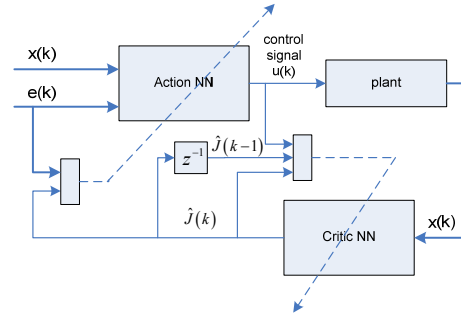 x(k)
e(k)
Action NN
control
signal
u(k)
plant
z⁻¹
Ĵ(k−1)
Ĵ(k)
Critic NN
x(k)